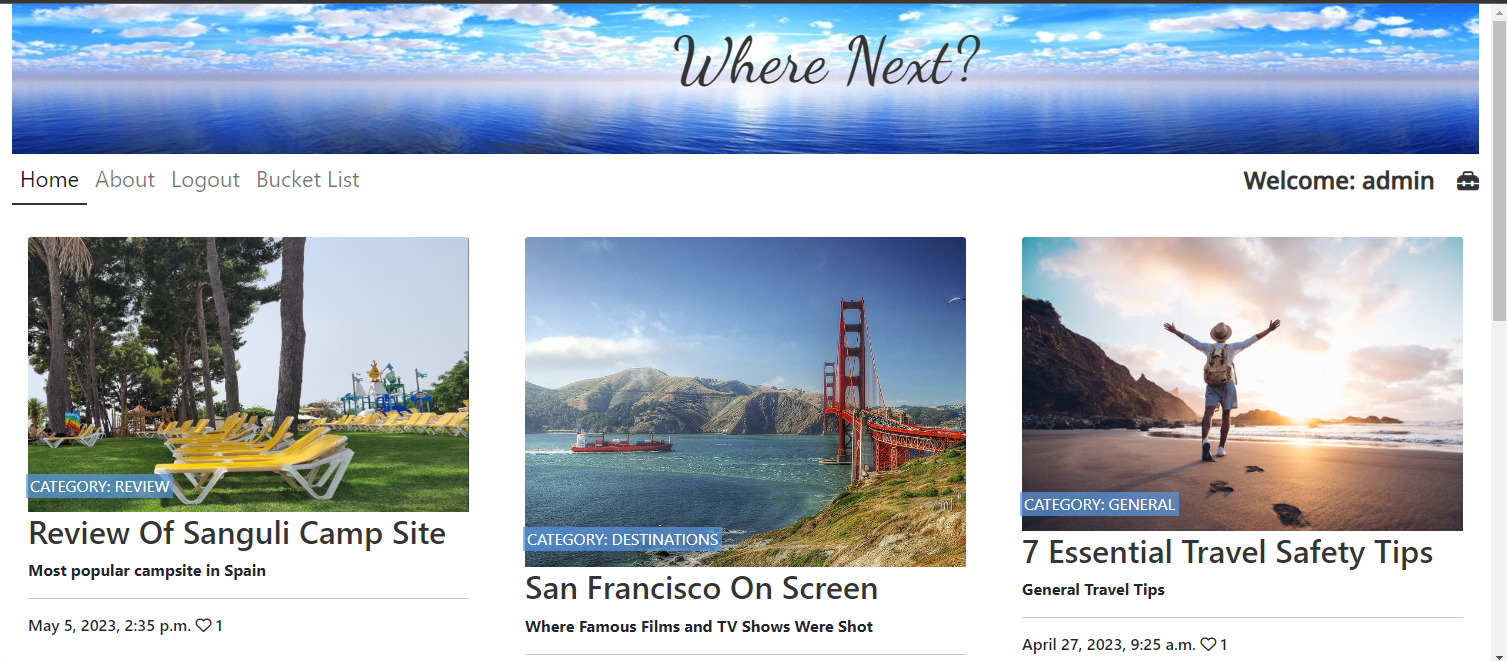 Where Next?
Home About Logout Bucket List
Welcome: admin
CATEGORY: REVIEW
Review Of Sanguli Camp Site
Most popular campsite in Spain
May 5, 2023, 2:35 p.m. 1
CATEGORY: DESTINATIONS
San Francisco On Screen
Where Famous Films and TV Shows Were Shot
CATEGORY: GENERAL
7 Essential Travel Safety Tips
General Travel Tips
April 27, 2023, 9:25 a.m. 1